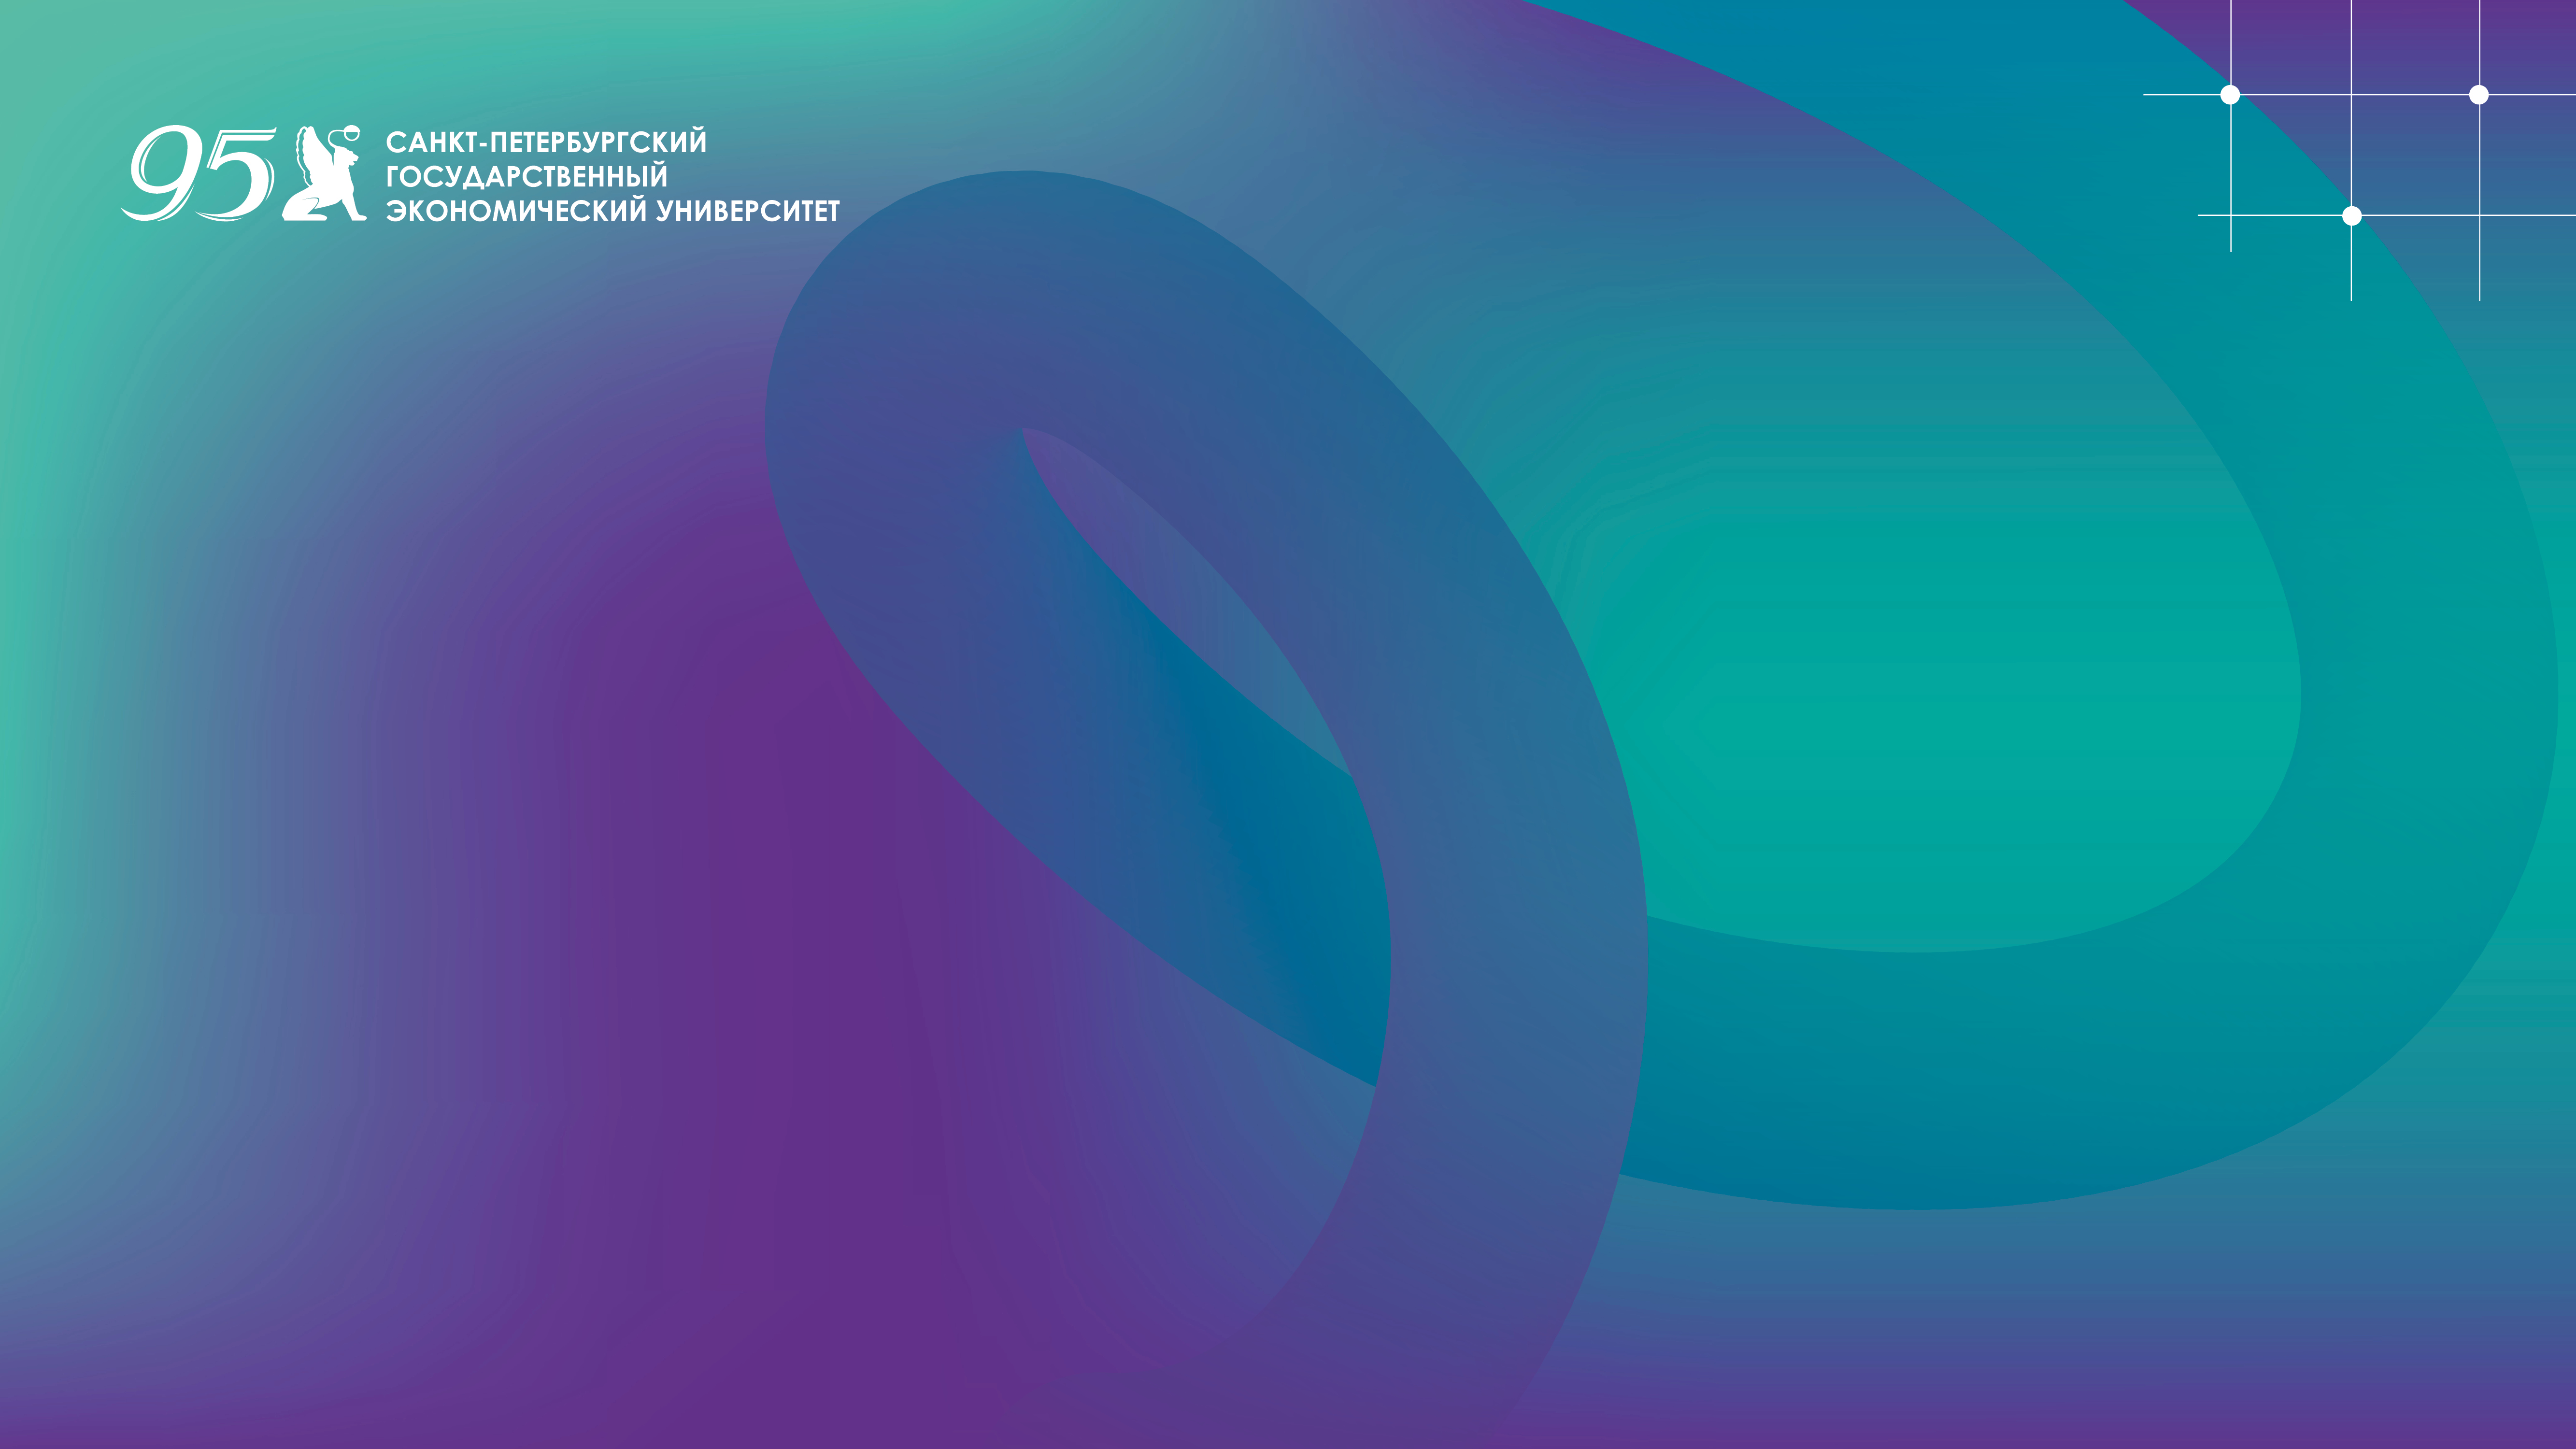 95
САНКТ-ПЕТЕРБУРГСКИЙ
ГОСУДАРСТВЕННЫЙ
ЭКОНОМИЧЕСКИЙ УНИВЕРСИТЕТ